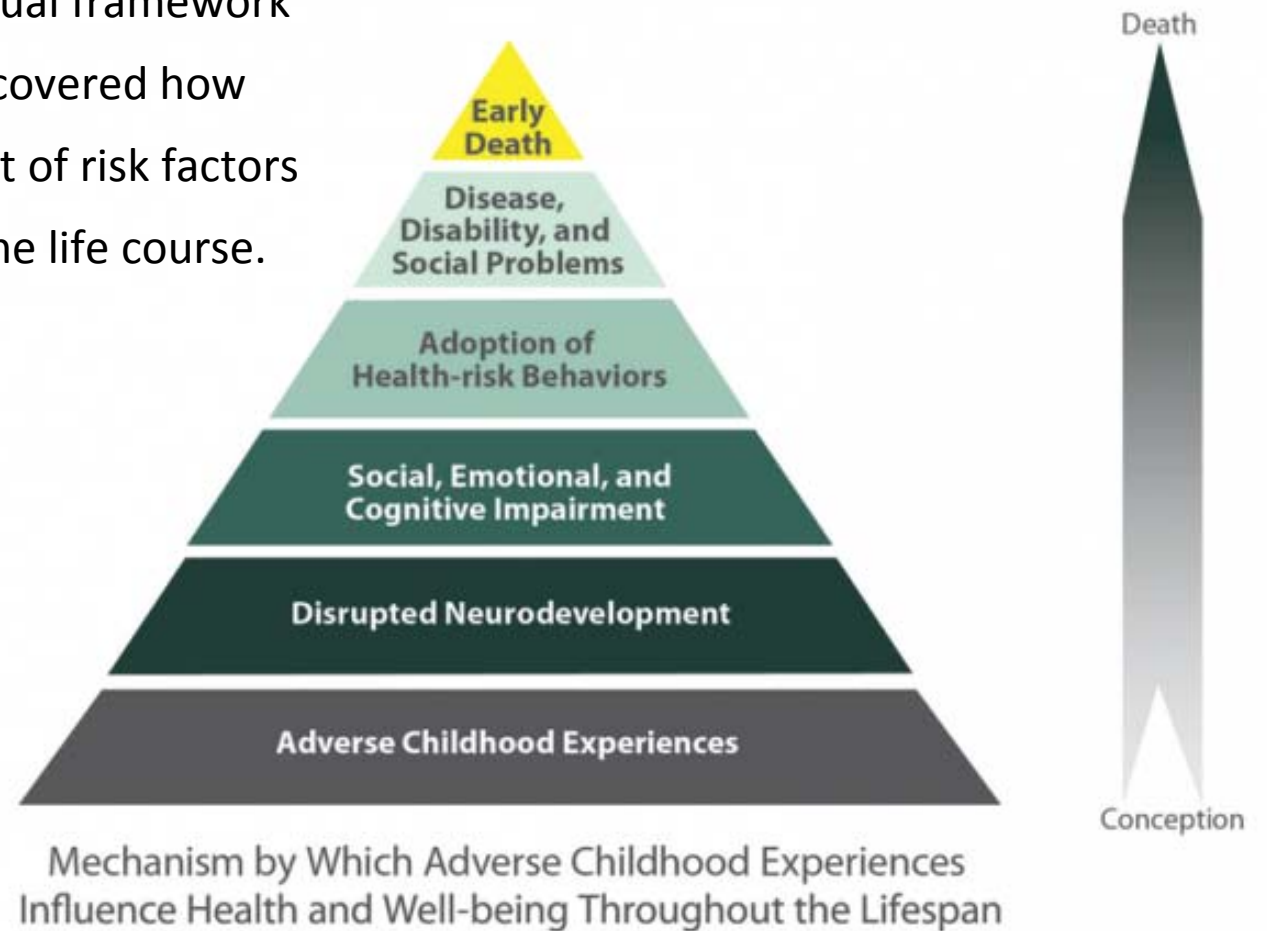 framework
covered how
of risk factors
life course.
Death
Early
Death
Disease,
Disability, and
Social Problems
Adoption of
Health-risk Behaviors
Social, Emotional, and
Cognitive Impairment
Disrupted Neurodevelopment
Adverse Childhood Experiences
Conception
Mechanism by Which Adverse Childhood Experiences
Influence Health and Well-being Throughout the Lifespan